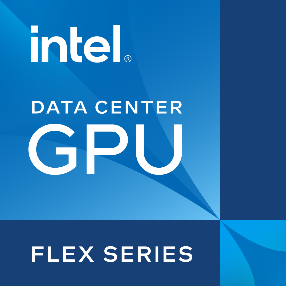 intel®
DATA CENTER
GPU
FLEX SERIES